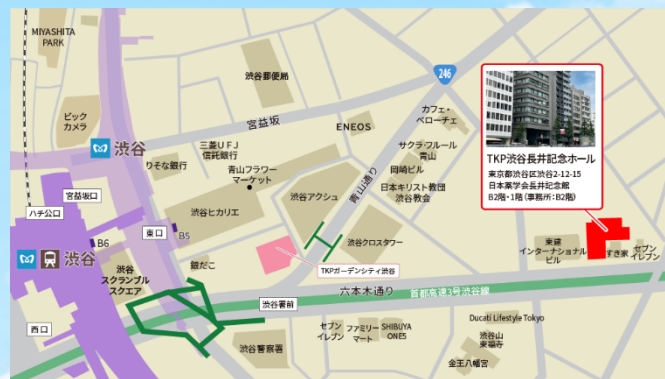 MIYASHITA
PARK
ビック
カメラ
渋谷
宮益坂口
ハチ公口
B6
渋谷
西口
東口
B5
渋谷
スクランブル
スクエア
りそな銀行
三菱UFJ
信託銀行
青山フラワー
マーケット
渋谷ヒカリエ
銀だこ
渋谷郵便局
宮益坂
ENEOS
246
カフェ・
ベローチェ
サクラ・フルール
青山
岡崎ビル
日本キリスト教団
渋谷教会
青山通り
渋谷アクシュ
渋谷クロスタワー
TKPガーデンシティ渋谷
六本木通り
首都高速3号渋谷線
渋谷署前
渋谷警察署
セブン
イレブン
ファミリー
マート
SHIBUYA
ONE5
Ducati Lifestyle Tokyo
渋谷山
東福寺
金王八幡宮
TKP渋谷長井記念ホール
東京都渋谷区渋谷2-12-15
日本薬学会長井記念館
B2階・1階(事務所:B2階)
東建
インターナショナル
ビル
すき家
セブン
イレブン